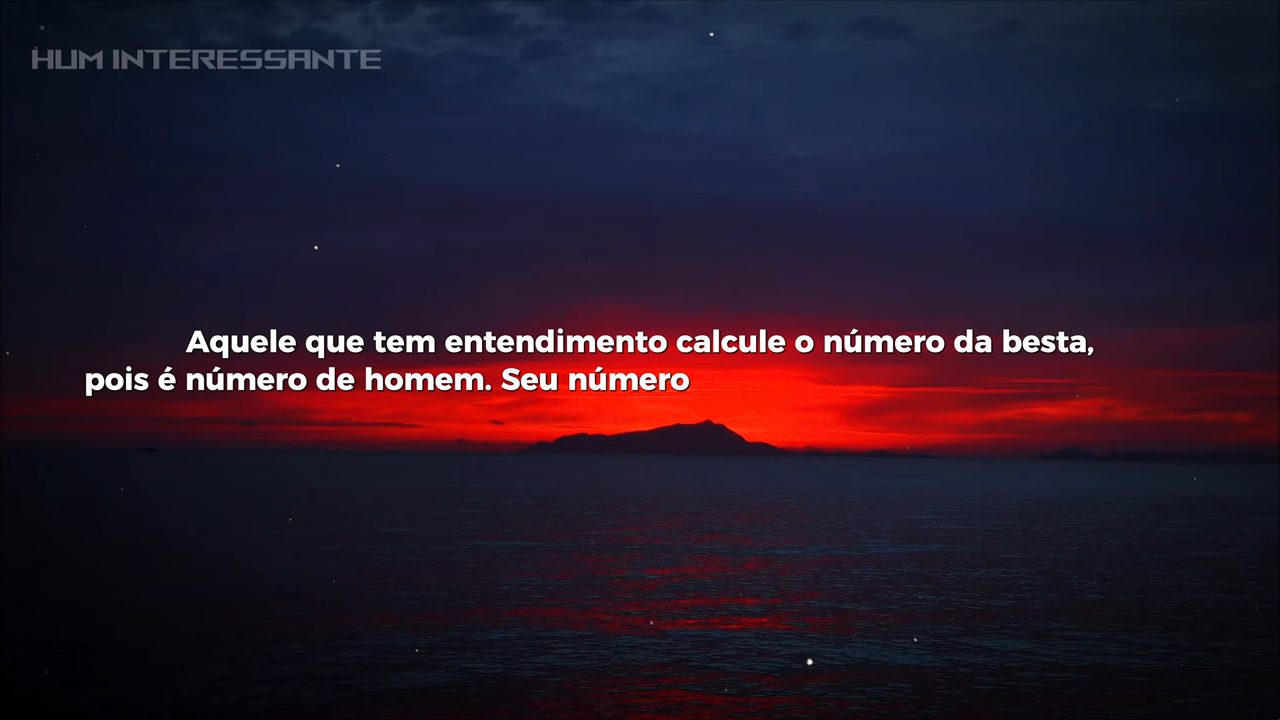 HUM INTERESSANTE
Aquele que tem entendimento calcule o número da besta,
pois é número de homem. Seu número